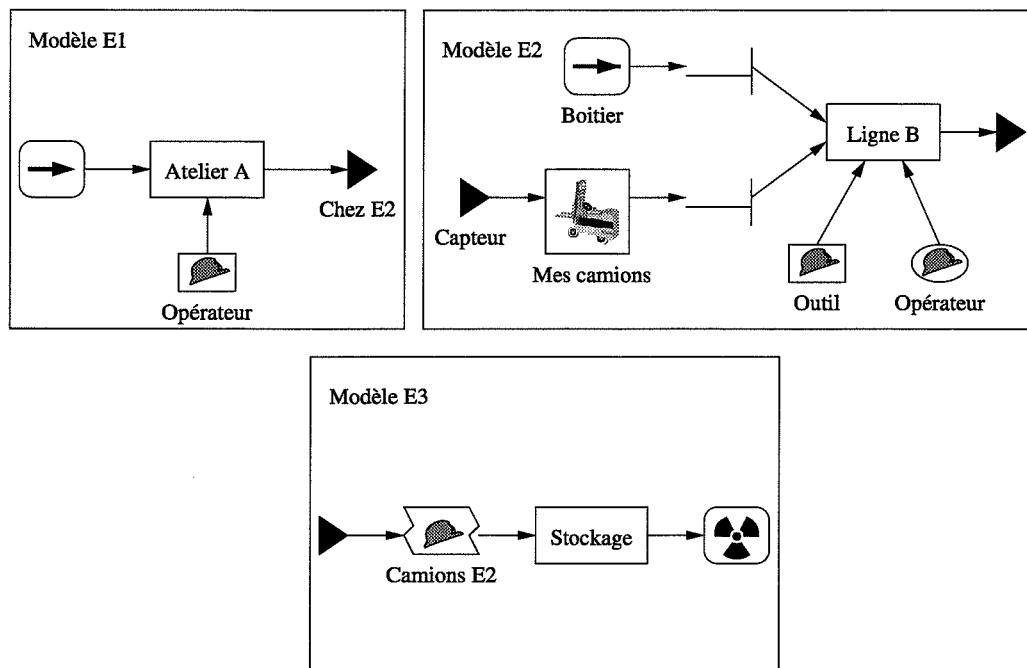 Modèle E1
Atelier A
Chez E2
Opérateur
Modèle E2
Boitier
Ligne B
Capteur
Mes camions
Outil
Opérateur
Modèle E3
Stockage
Camions E2